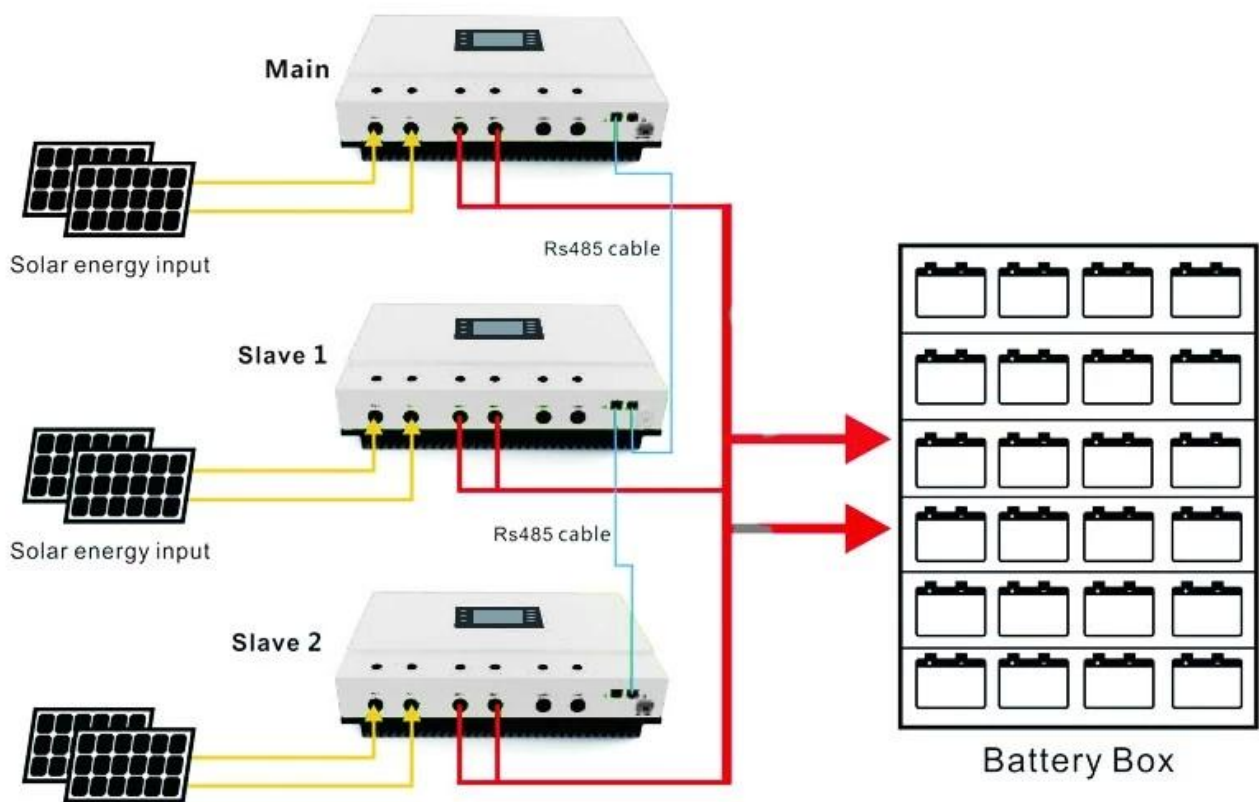 Main
Solar energy input
Rs485 cable
Slave 1
Solar energy input
Rs485 cable
Slave 2
Battery Box